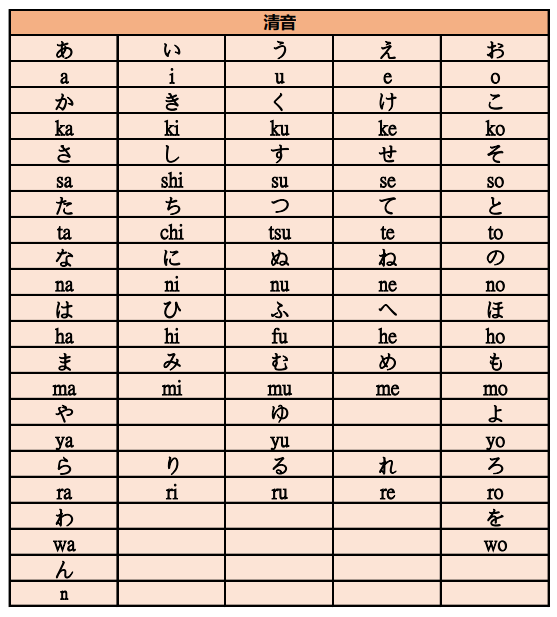 清音
あ い う え お
a i u e o
か き く け こ
ka ki ku ke ko
さ し す せ そ
sa shi su se so
た ち つ て と
ta chi tsu te to
な に ぬ ね の
na ni nu ne no
は ひ ふ へ ほ
ha hi fu he ho
ま み む め も
ma mi mu me mo
や ゆ よ
ya yu yo
ら り る れ ろ
ra ri ru re ro
わ を
wa wo
ん
n